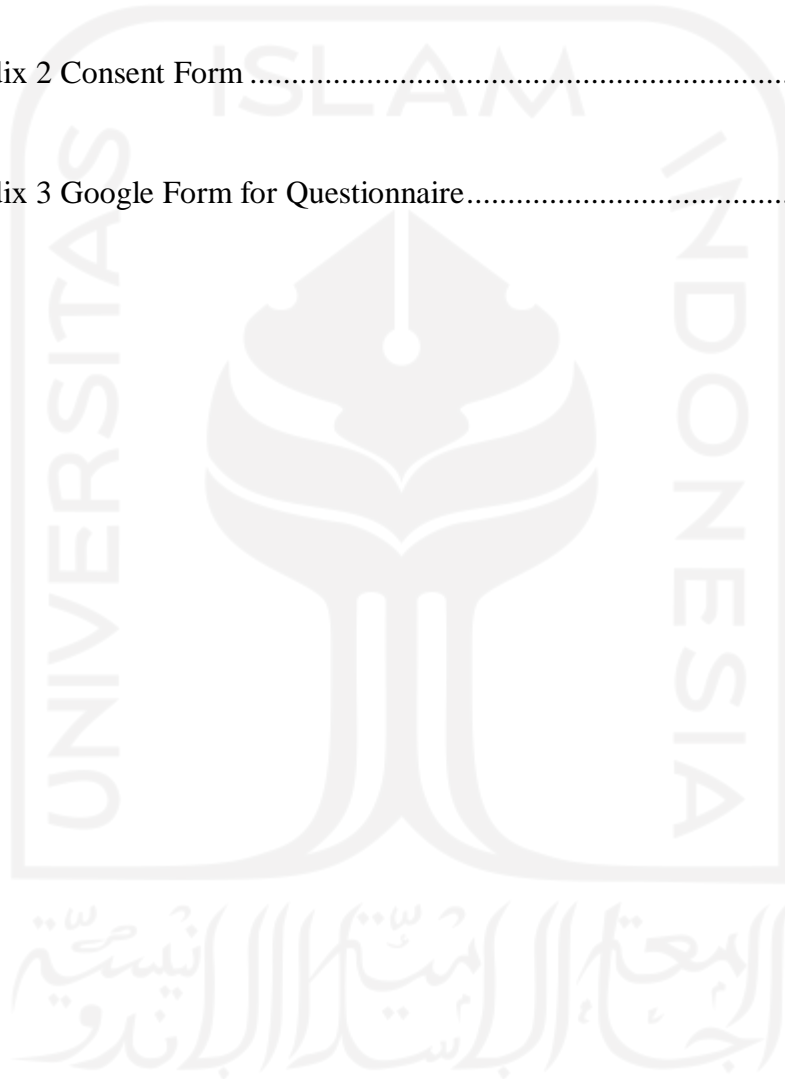 dix 2 Consent Form ....................................................................
dix 3 Google Form for Questionnaire..........................................
ISLAM
UNIVERSITAS
INDONESIA